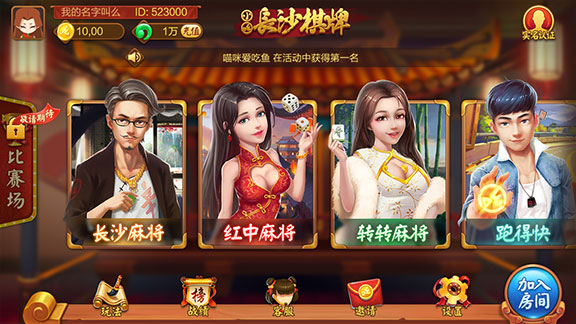 我的名字叫么 ID: 523000
10,00
1万
充值
長沙棋牌
实名认证
喵咪爱吃鱼 在活动中获得第一名
敬请期待
比赛场
长沙麻将
红中麻将
转转麻将
跑得快
玩法
战绩
客服
邀请
设置
加入
房间